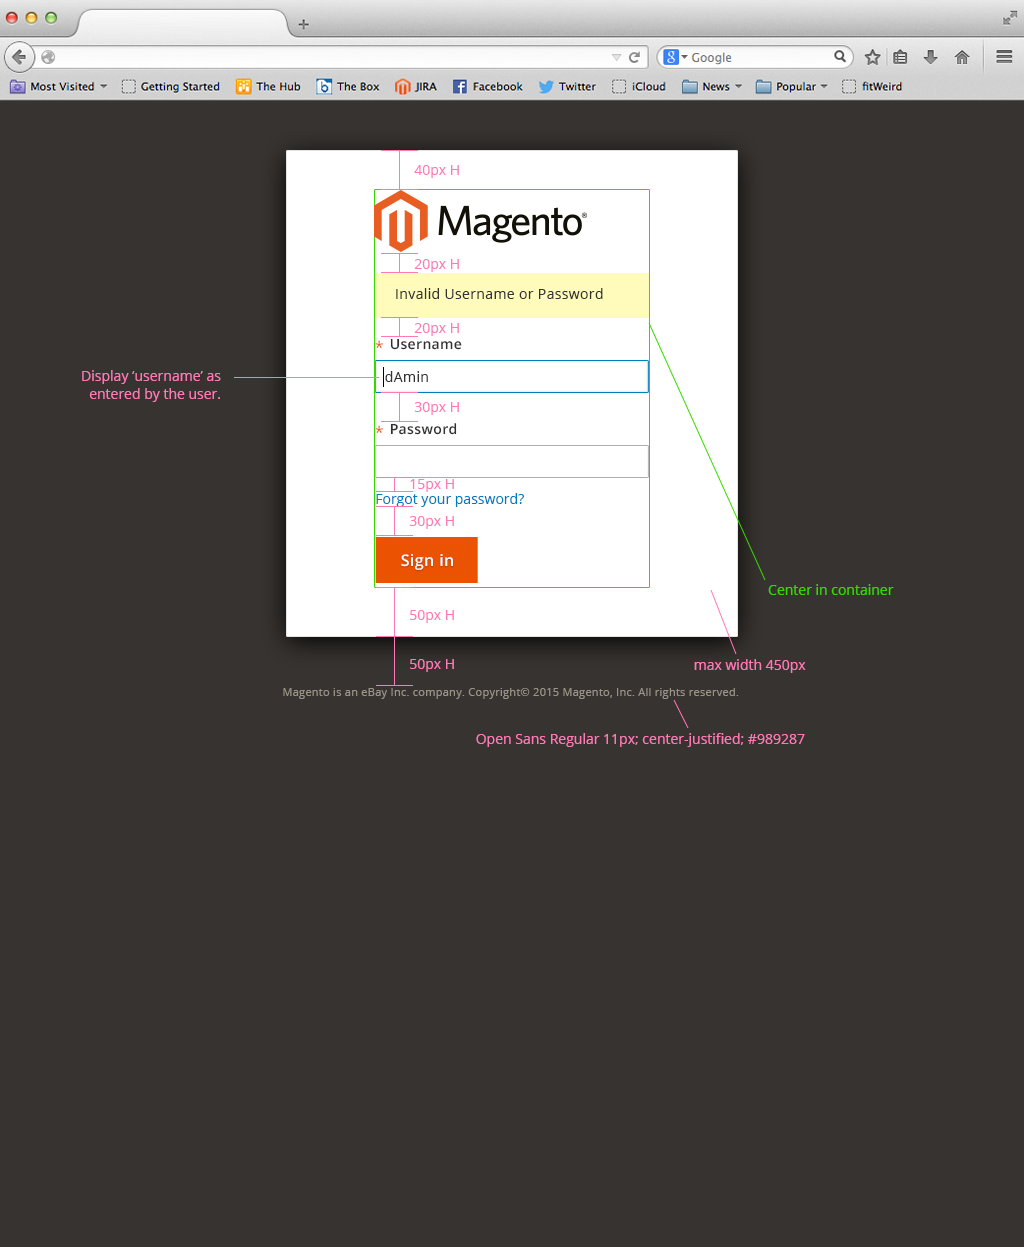 Google
Most Visited
Getting Started
The Hub
The Box
JIRA
Facebook
Twitter
iCloud
News
Popular
fitWeird
40px H
Magento®
20px H
Invalid Username or Password
20px H
* Username
Display ‘username’ as
entered by the user.
dAmin
30px H
* Password
15px H
Forgot your password?
30px H
Sign in
Center in container
50px H
50px H
max width 450px
Magento is an eBay Inc. company. Copyright© 2015 Magento, Inc. All rights reserved.
Open Sans Regular 11px; center-justified; #989287